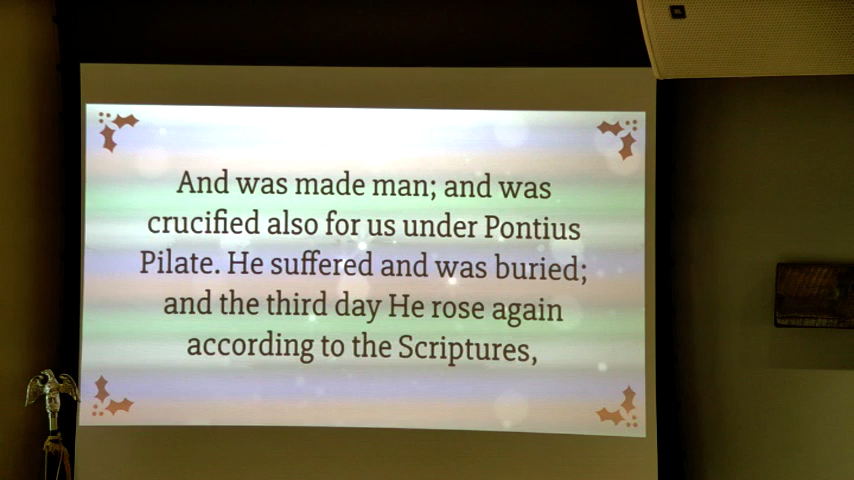 And was made man; and was
crucified also for us under Pontius
Pilate. He suffered and was buried;
and the third day He rose again
according to the Scriptures,